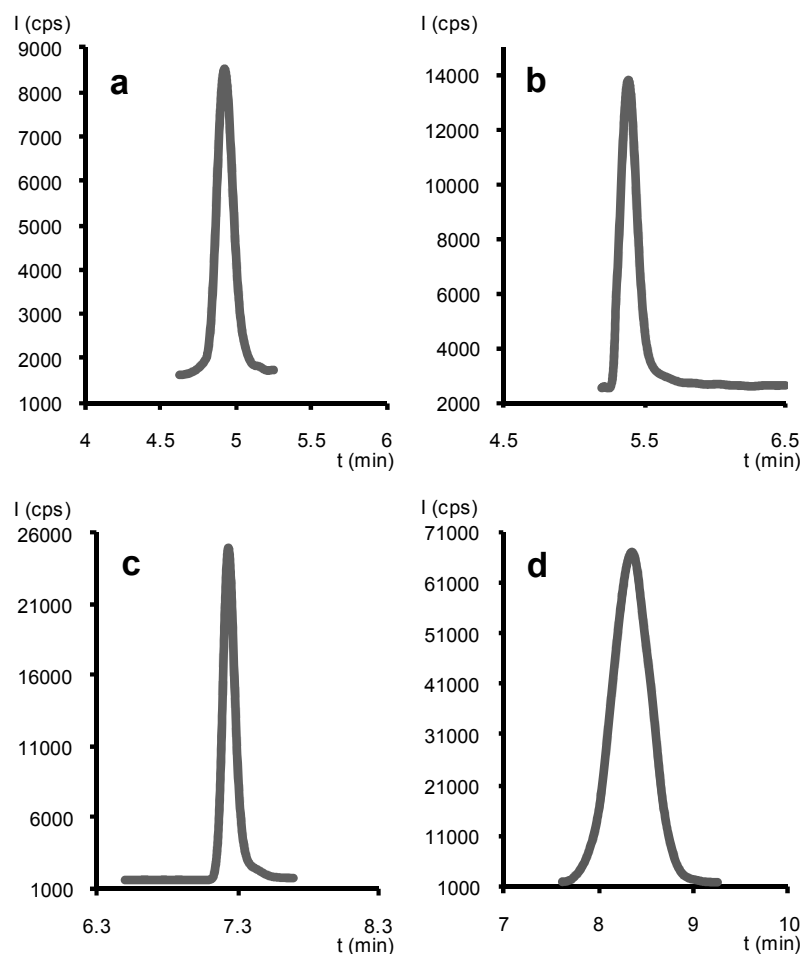 I (cps)
9000
a
8000
7000
6000
5000
4000
3000
2000
1000
4 4.5 5 5.5 6
t (min)
I (cps)
14000
b
12000
10000
8000
6000
4000
2000
4.5 5.5 6.5
t (min)
I (cps)
26000
c
21000
16000
11000
6000
1000
6.3 7.3 8.3
t (min)
I (cps)
71000
d
61000
51000
41000
31000
21000
11000
1000
7 8 9 10
t (min)